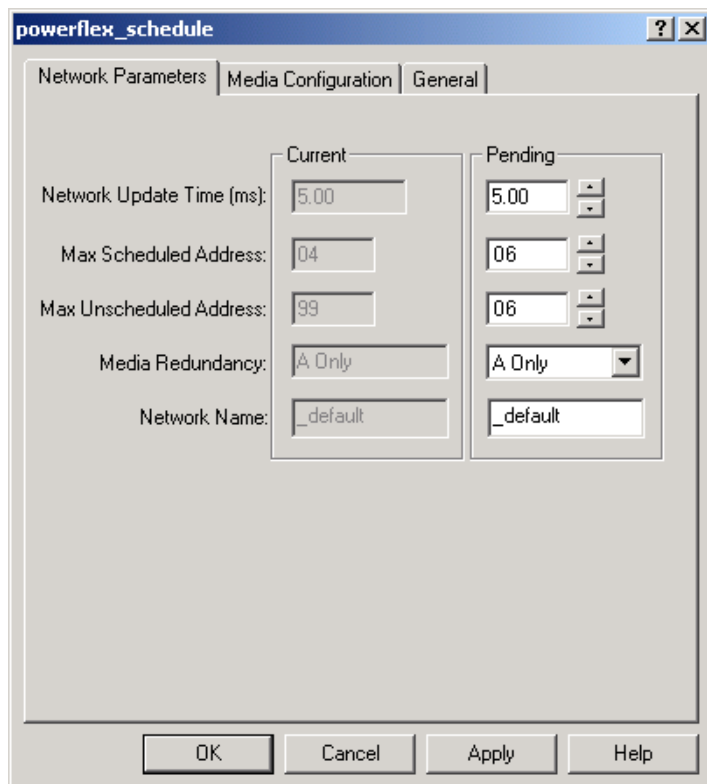 powerflex_schedule
Network Parameters Media Configuration General
Current Pending
Network Update Time (ms): 5.00 5.00
Max Scheduled Address: 04 06
Max Unscheduled Address: 99 06
Media Redundancy: A Only A Only
Network Name: _default _default
OK Cancel Apply Help